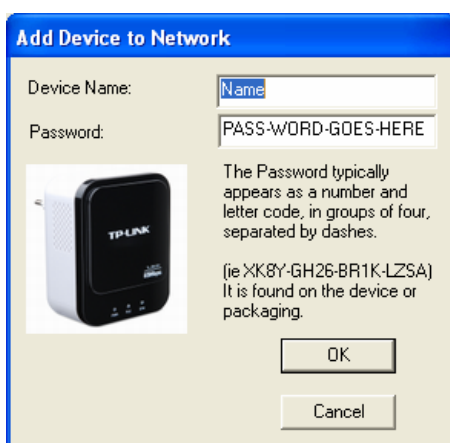 Add Device to Network
Device Name:
Name
Password:
PASS-WORD-GOES-HERE
The Password typically
appears as a number and
letter code, in groups of four,
separated by dashes.
(ie XK8Y-GH26-BR1K-LZSA)
It is found on the device or
packaging.
TP-LINK
OK
Cancel